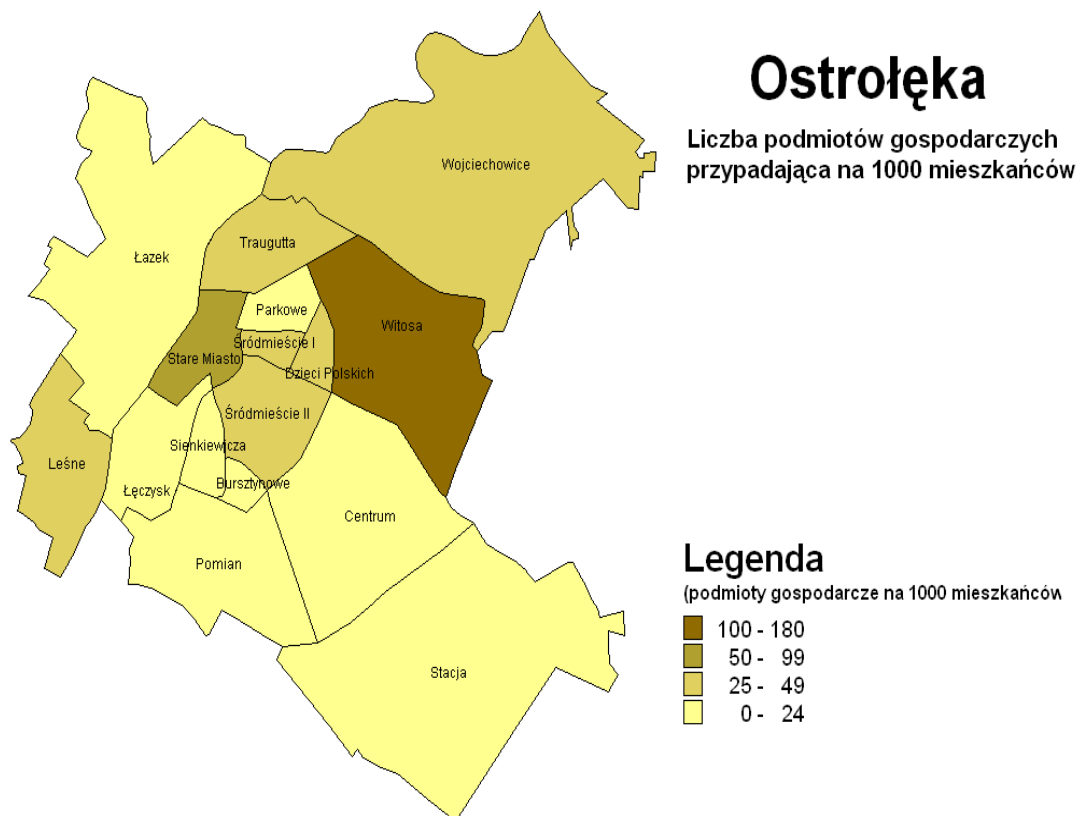 Ostrołęka
Liczba podmiotów gospodarczych
przypadająca na 1000 mieszkańców
Wojciechowice
Traugutta
Łazek
Parkowe
Witosa
Śródmieście I
Stare Miasto
Dzieci Polskich
Śródmieście II
Sienkiewicza
Leśne
Bursztynowe
Łęczysk
Centrum
Pomian
Stacja
Legenda
(podmioty gospodarcze na 1000 mieszkańców
100 - 180
50 - 99
25 - 49
0 - 24